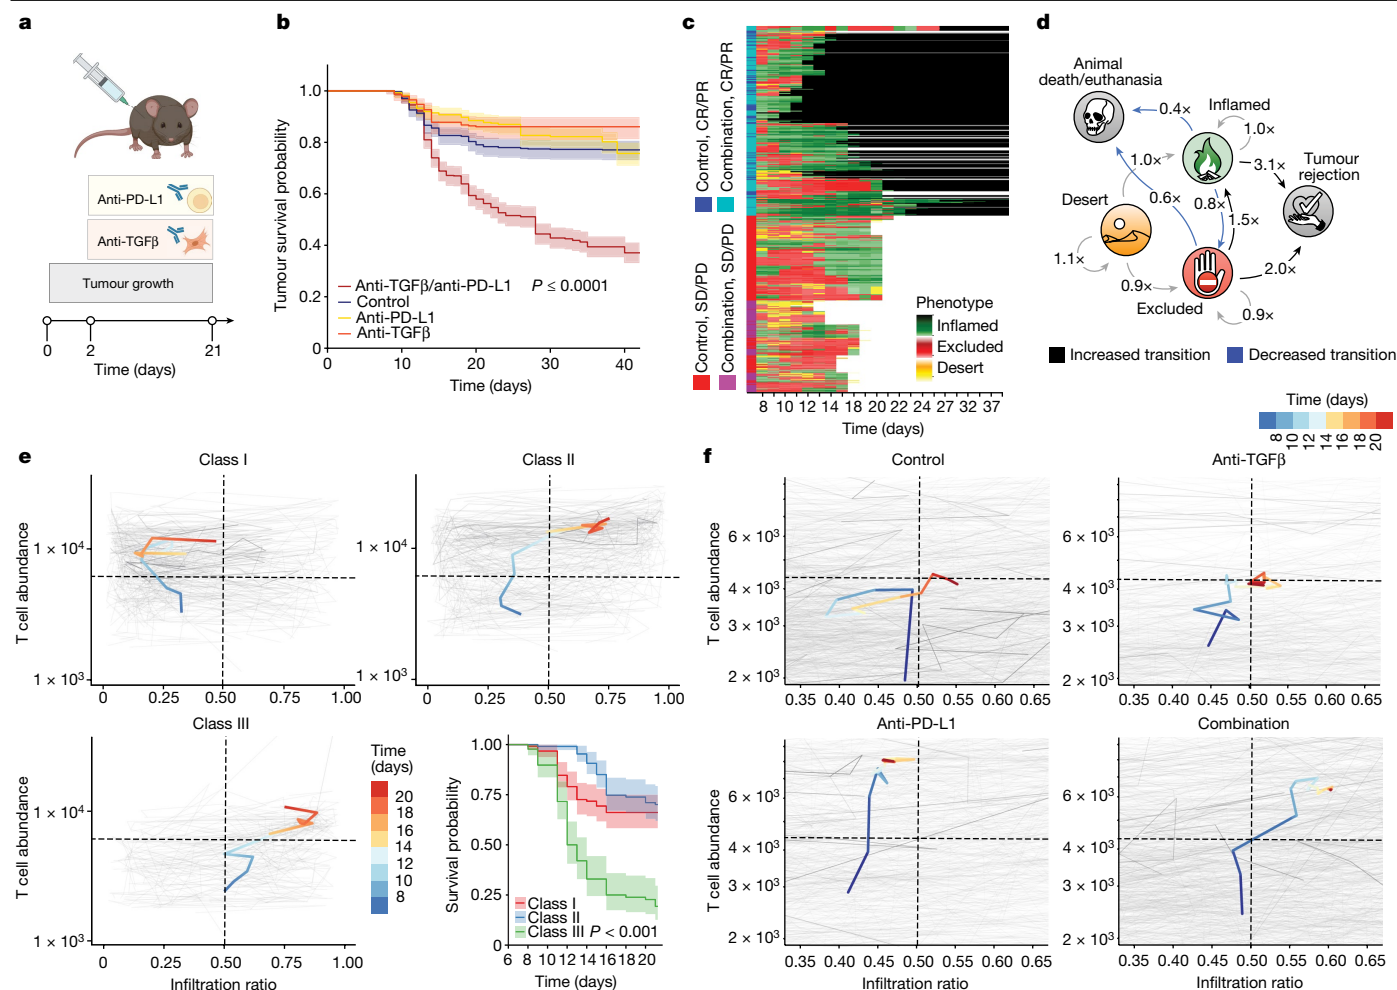 a
Anti-PD-L1
Anti-TGFβ
Tumour growth
0 2 21
Time (days)
b
Tumour survival probability
1.0
0.8
0.6
0.4
0.2
0
Anti-TGFβ/anti-PD-L1 P ≤ 0.0001
Control
Anti-PD-L1
Anti-TGFβ
0 10 20 30 40
Time (days)
c
Control, CR/PR
Combination, CR/PR
Control, SD/PD
Combination, SD/PD
Phenotype
Inflamed
Excluded
Desert
8 10 12 14 18 20 22 24 27 32 37
Time (days)
d
Animal
death/euthanasia
0.4×
Inflamed
1.0×
1.0×
3.1×
Tumour
rejection
Desert
0.6×
0.8×
1.5×
1.1×
0.9×
2.0×
Excluded
0.9×
Increased transition
Decreased transition
Time (days)
8 10 12 14 16 18 20
e
Class I
T cell abundance
1 × 10⁴
1 × 10³
0 0.25 0.50 0.75 1.00
Class II
1 × 10⁴
1 × 10³
0 0.25 0.50 0.75 1.00
Class III
T cell abundance
1 × 10⁴
1 × 10³
0 0.25 0.50 0.75 1.00
Infiltration ratio
Time
(days)
20
18
16
14
12
10
8
Survival probability
1.00
0.75
0.50
0.25
0
Class I
Class II
Class III P < 0.001
6 8 10 12 14 16 18 20
Time (days)
f
Control
T cell abundance
6 × 10³
4 × 10³
3 × 10³
2 × 10³
0.35 0.40 0.45 0.50 0.55 0.60 0.65
Anti-TGFβ
6 × 10³
4 × 10³
3 × 10³
2 × 10³
0.35 0.40 0.45 0.50 0.55 0.60 0.65
Anti-PD-L1
T cell abundance
6 × 10³
4 × 10³
3 × 10³
2 × 10³
0.35 0.40 0.45 0.50 0.55 0.60 0.65
Infiltration ratio
Combination
6 × 10³
4 × 10³
3 × 10³
2 × 10³
0.35 0.40 0.45 0.50 0.55 0.60 0.65
Infiltration ratio